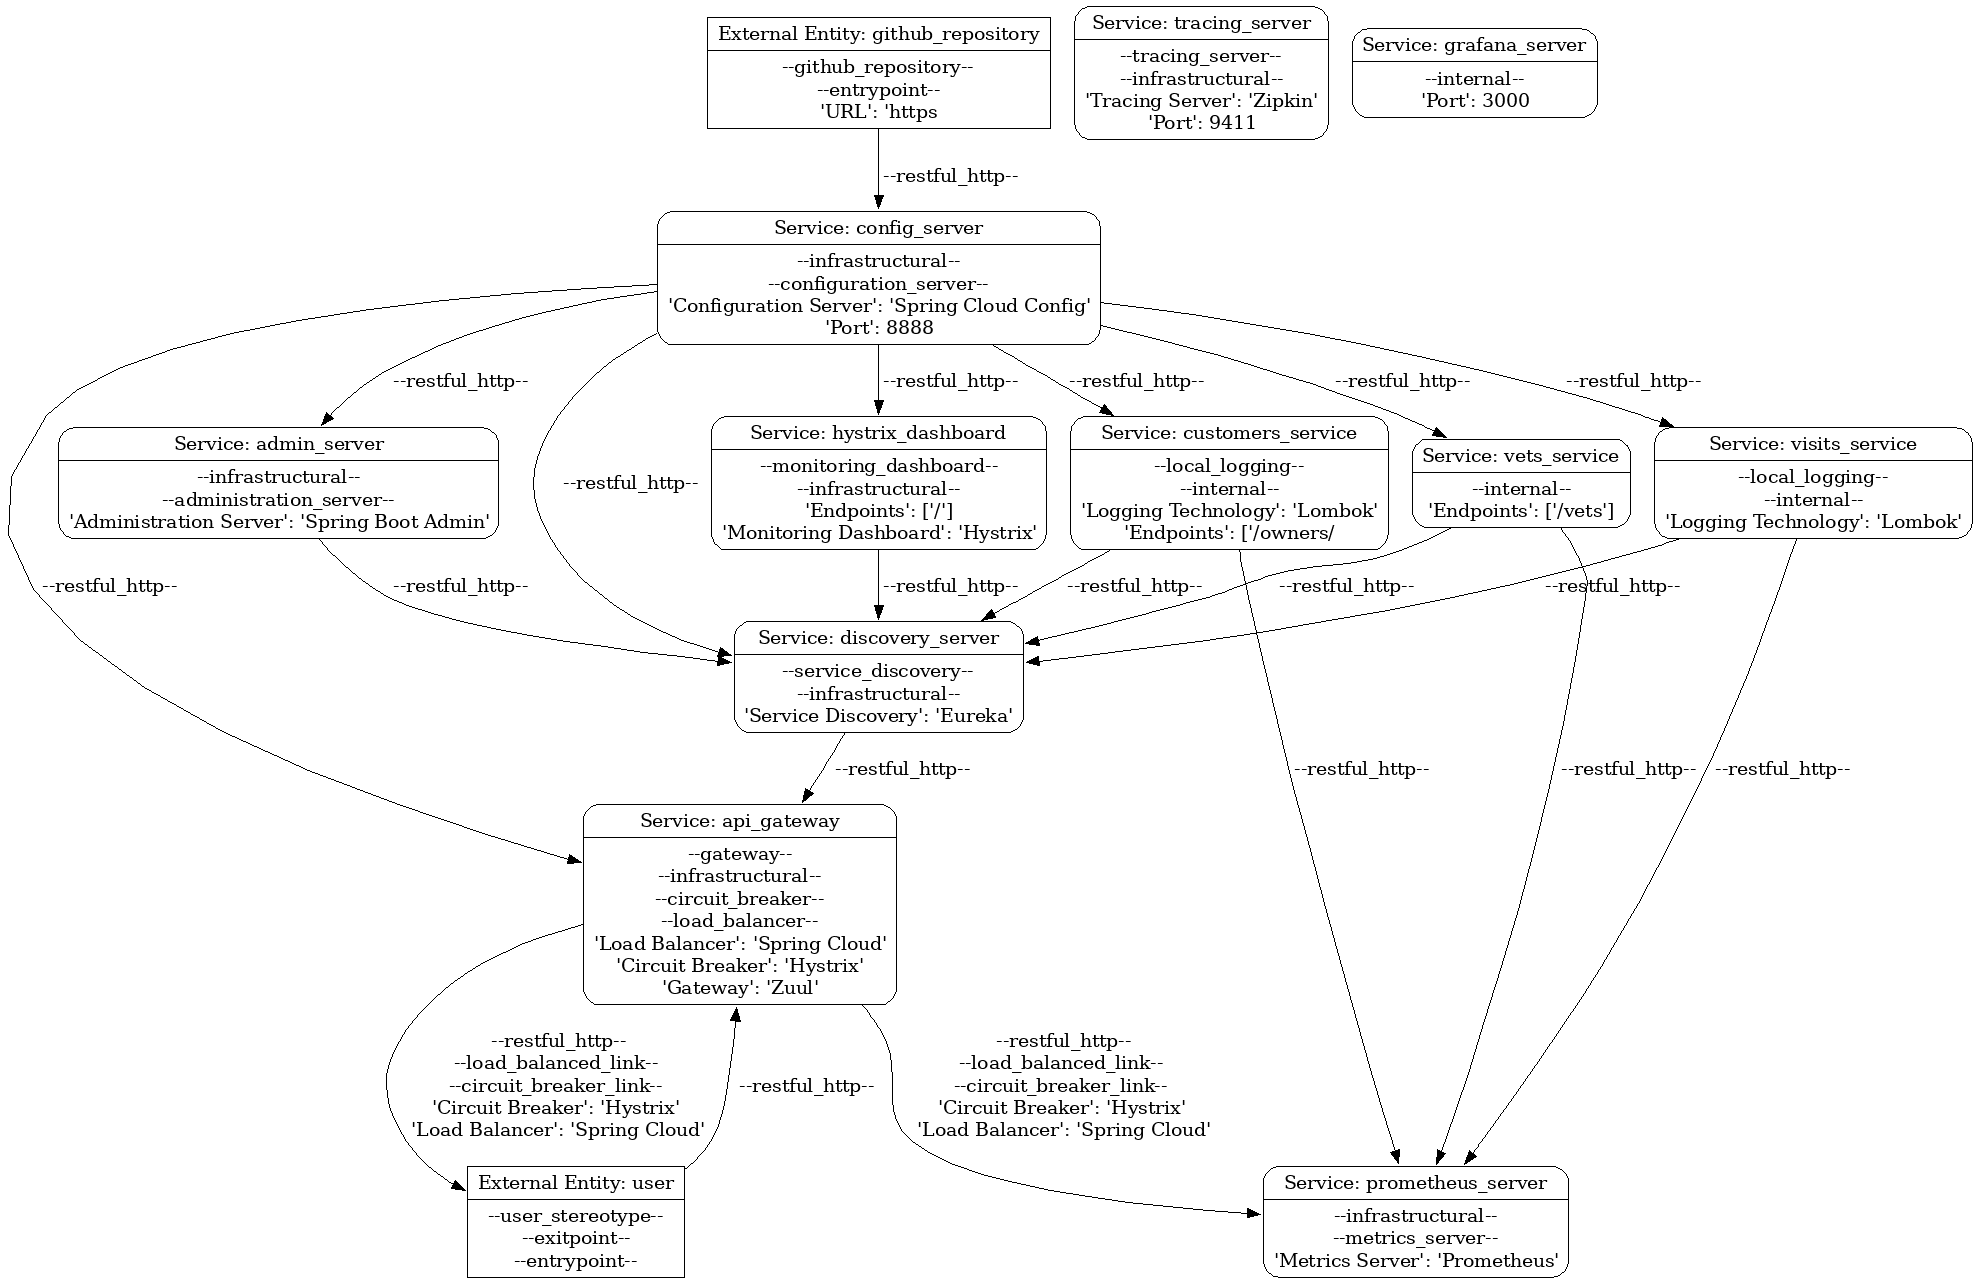 External Entity: github_repository
--github_repository--
--entrypoint--
'URL': 'https
Service: tracing_server
--tracing_server--
--infrastructural--
'Tracing Server': 'Zipkin'
'Port': 9411
Service: grafana_server
--internal--
'Port': 3000
--restful_http--
Service: config_server
--infrastructural--
--configuration_server--
'Configuration Server': 'Spring Cloud Config'
'Port': 8888
--restful_http--
--restful_http--
--restful_http--
--restful_http--
--restful_http--
Service: admin_server
--infrastructural--
--administration_server--
'Administration Server': 'Spring Boot Admin'
--restful_http--
Service: hystrix_dashboard
--monitoring_dashboard--
--infrastructural--
'Endpoints': ['/']
'Monitoring Dashboard': 'Hystrix'
Service: customers_service
--local_logging--
--internal--
'Logging Technology': 'Lombok'
'Endpoints': ['/owners/
Service: vets_service
--internal--
'Endpoints': ['/vets']
Service: visits_service
--local_logging--
--internal--
'Logging Technology': 'Lombok'
--restful_http--
--restful_http--
--restful_http--
--restful_http--
--restful_http--
--restful_http--
Service: discovery_server
--service_discovery--
--infrastructural--
'Service Discovery': 'Eureka'
--restful_http--
--restful_http--
--restful_http--
--restful_http--
Service: api_gateway
--gateway--
--infrastructural--
--circuit_breaker--
--load_balancer--
'Load Balancer': 'Spring Cloud'
'Circuit Breaker': 'Hystrix'
'Gateway': 'Zuul'
--restful_http--
--load_balanced_link--
--circuit_breaker_link--
'Circuit Breaker': 'Hystrix'
'Load Balancer': 'Spring Cloud'
--restful_http--
--restful_http--
--load_balanced_link--
--circuit_breaker_link--
'Circuit Breaker': 'Hystrix'
'Load Balancer': 'Spring Cloud'
External Entity: user
--user_stereotype--
--exitpoint--
--entrypoint--
Service: prometheus_server
--infrastructural--
--metrics_server--
'Metrics Server': 'Prometheus'